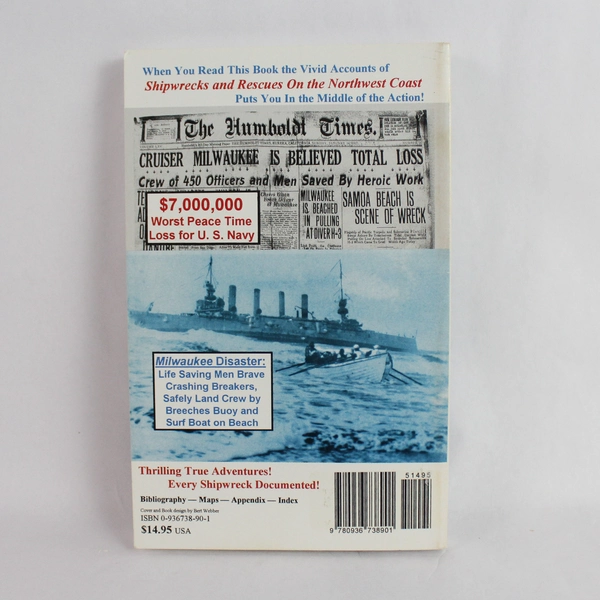 When You Read This Book the Vivid Accounts of
Shipwrecks and Rescues On the Northwest Coast
Puts You In the Middle of the Action!
The Humboldt Times.
CRUISER MILWAUKEE IS BELIEVED TOTAL LOSS
Crew of 450 Officers and Men Saved By Heroic Work
MILWAUKEE
IS BEACHED
IN PULLING
AT DIVER H-3
SAMOA BEACH IS
SCENE OF WRECK
$7,000,000
Worst Peace Time
Loss for U. S. Navy
Milwaukee Disaster:
Life Saving Men Brave
Crashing Breakers,
Safely Land Crew by
Breeches Buoy and
Surf Boat on Beach
Thrilling True Adventures!
Every Shipwreck Documented!
Bibliography — Maps — Appendix — Index
Cover and Book design by Bert Webber
ISBN 0-936738-90-1
$14.95 USA
51495
9 780936 738901